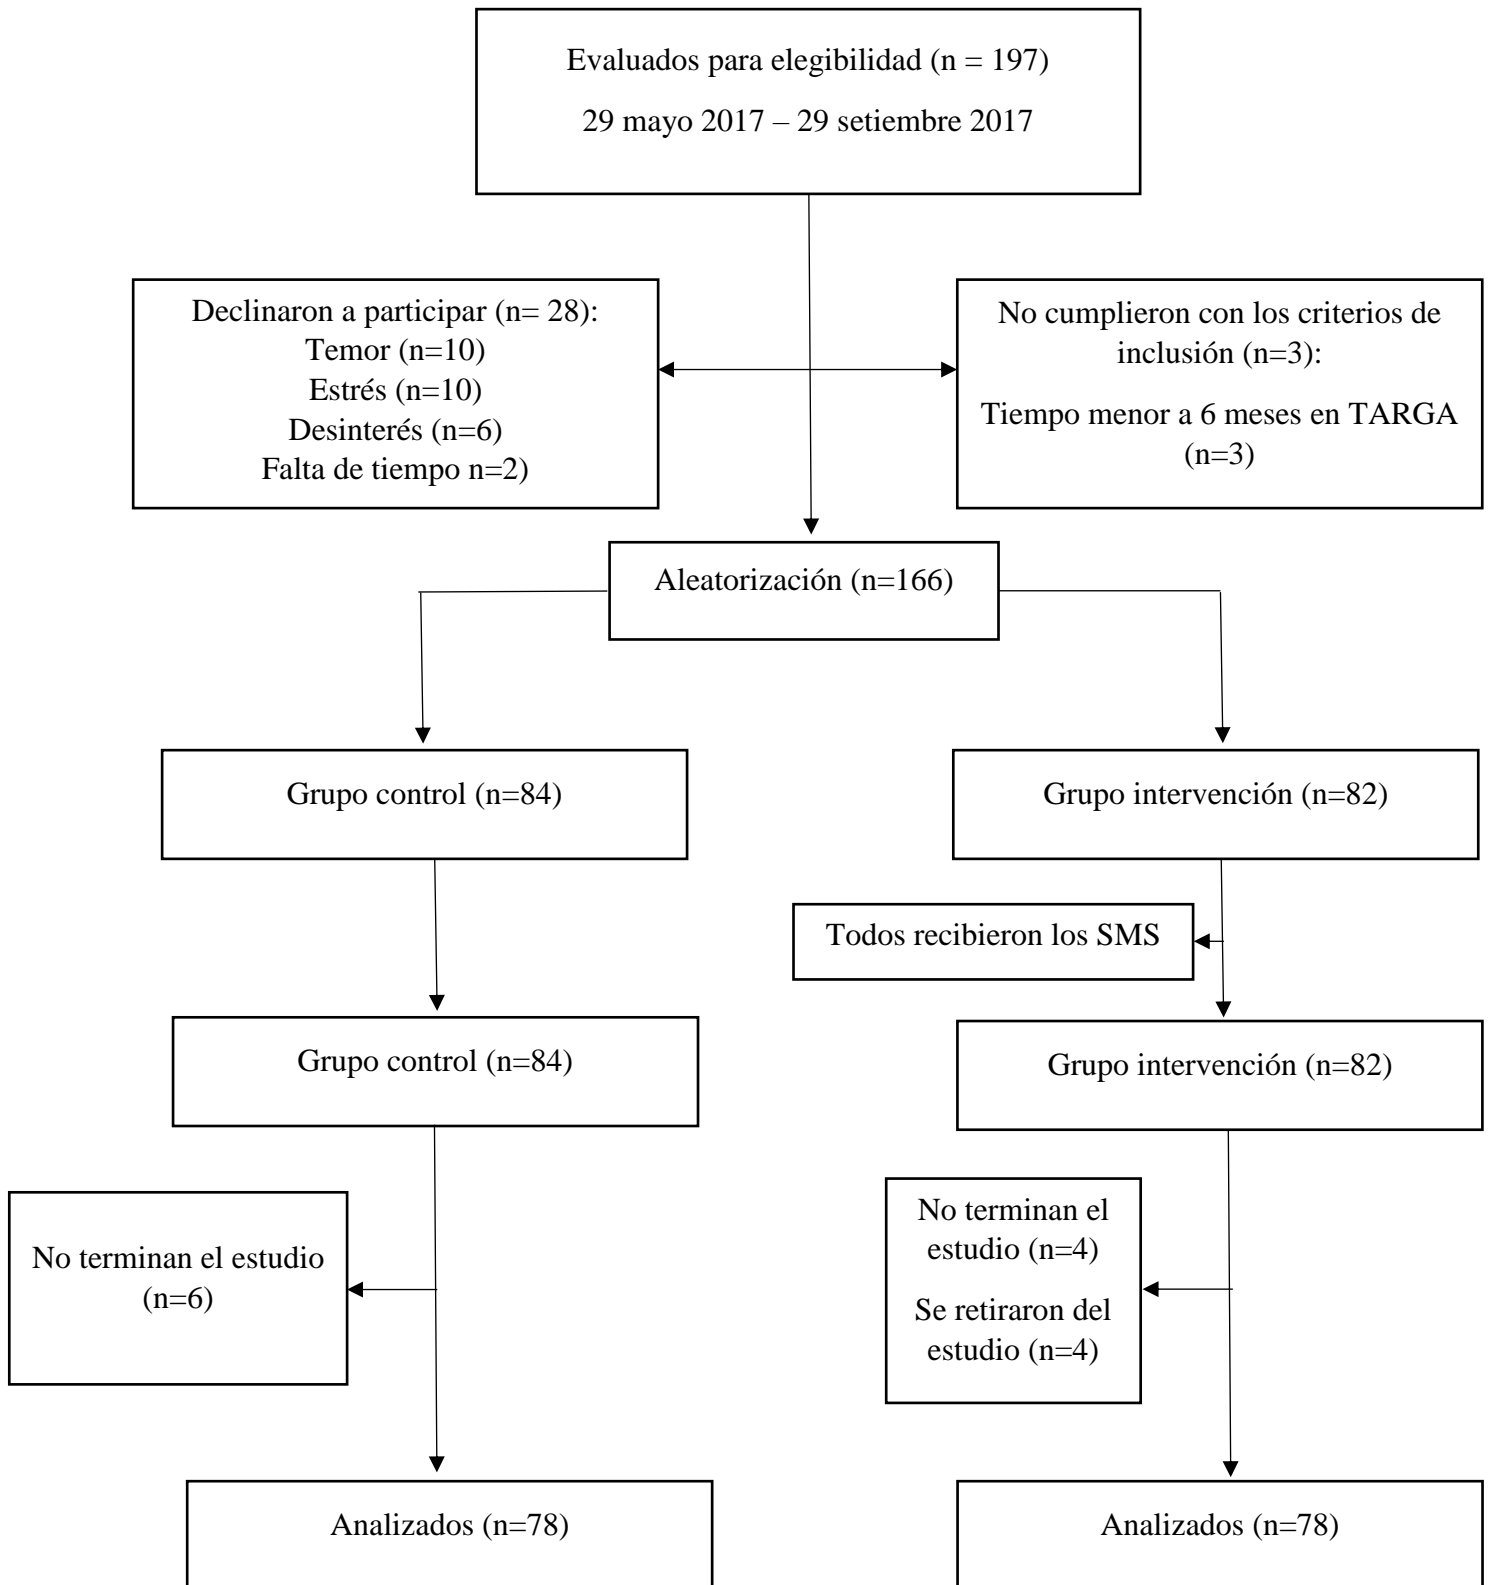 Evaluados para elegibilidad (n = 197)
29 mayo 2017 – 29 setiembre 2017
Declinaron a participar (n= 28):
Temor (n=10)
Estrés (n=10)
Desinterés (n=6)
Falta de tiempo n=2)
No cumplieron con los criterios de
inclusión (n=3):
Tiempo menor a 6 meses en TARGA
(n=3)
Aleatorización (n=166)
Grupo control (n=84)
Grupo intervención (n=82)
Todos recibieron los SMS
Grupo control (n=84)
Grupo intervención (n=82)
No terminan el estudio
(n=6)
No terminan el
estudio (n=4)
Se retiraron del
estudio (n=4)
Analizados (n=78)
Analizados (n=78)